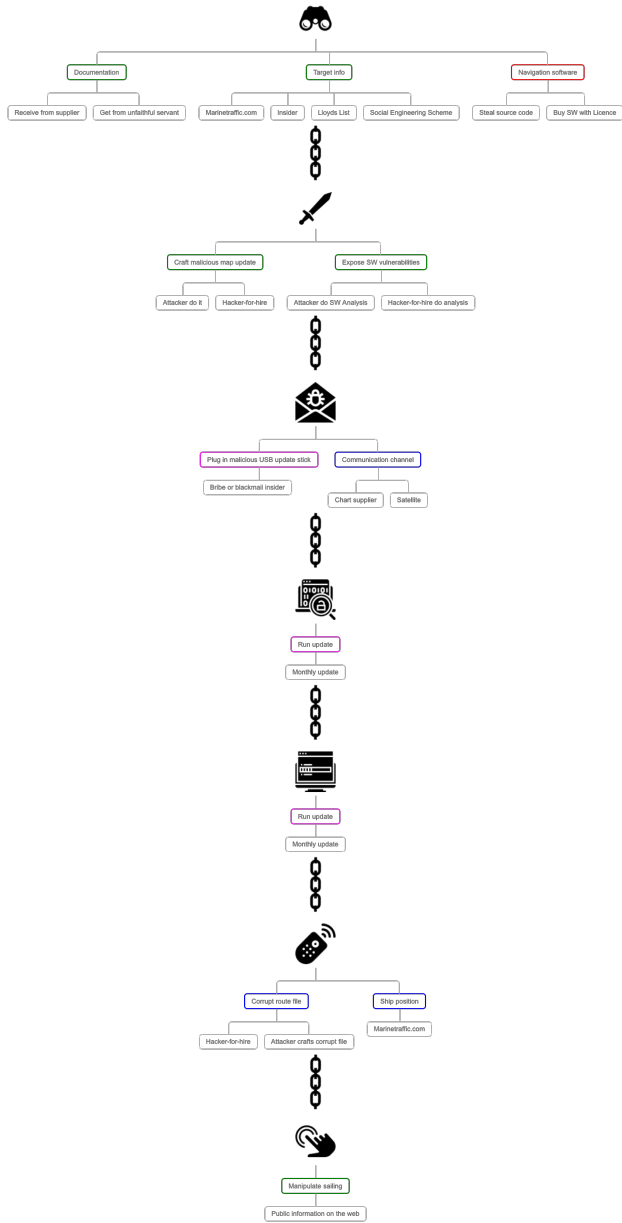 Documentation
Target info
Navigation software
Receive from supplier
Get from unfaithful servant
Marinetraffic.com
Insider
Lloyds List
Social Engineering Scheme
Steal source code
Buy SW with Licence
Craft malicious map update
Expose SW vulnerabilities
Attacker do it
Hacker-for-hire
Attacker do SW Analysis
Hacker-for-hire do analysis
Plug in malicious USB update stick
Communication channel
Bribe or blackmail insider
Chart supplier
Satellite
Run update
Monthly update
Run update
Monthly update
Corrupt route file
Ship position
Hacker-for-hire
Attacker crafts corrupt file
Marinetraffic.com
Manipulate sailing
Public information on the web